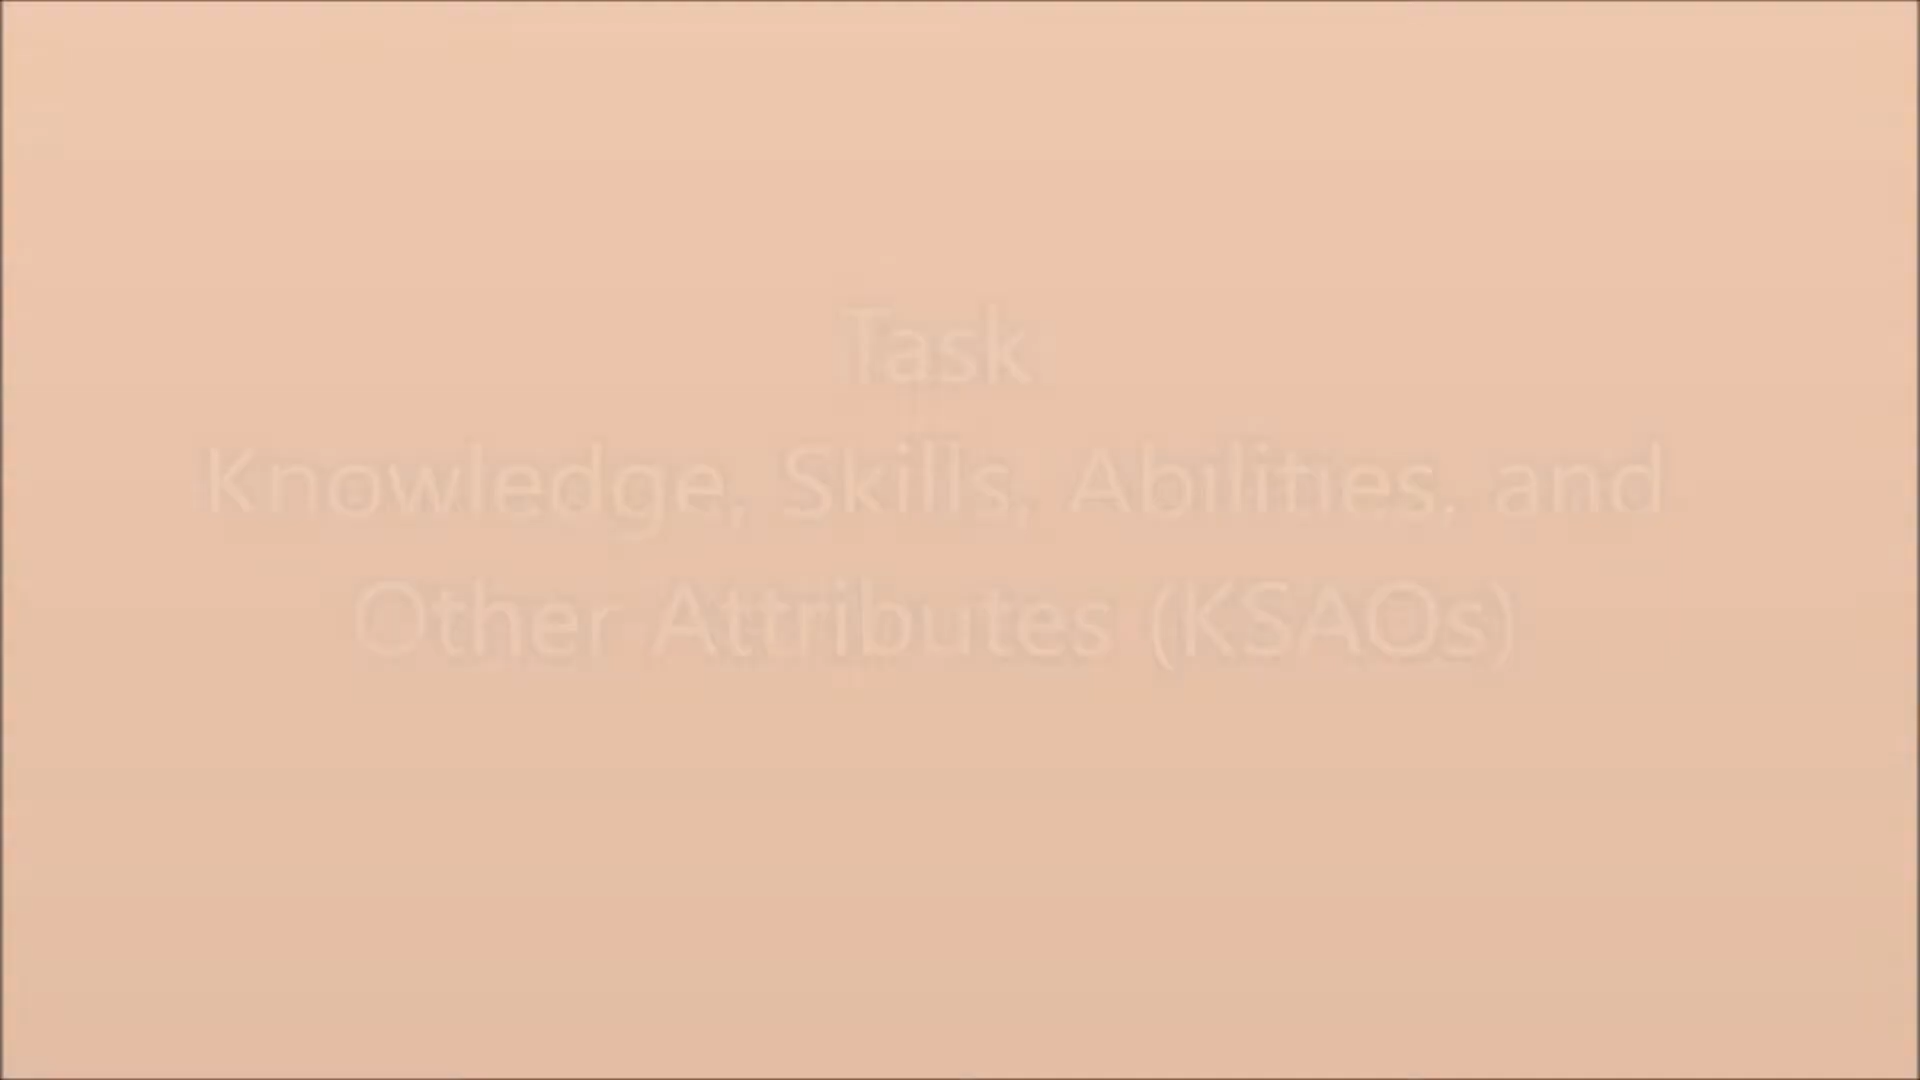 Task
Knowledge, Skills, Abilities, and
Other Attributes (KSAOs)